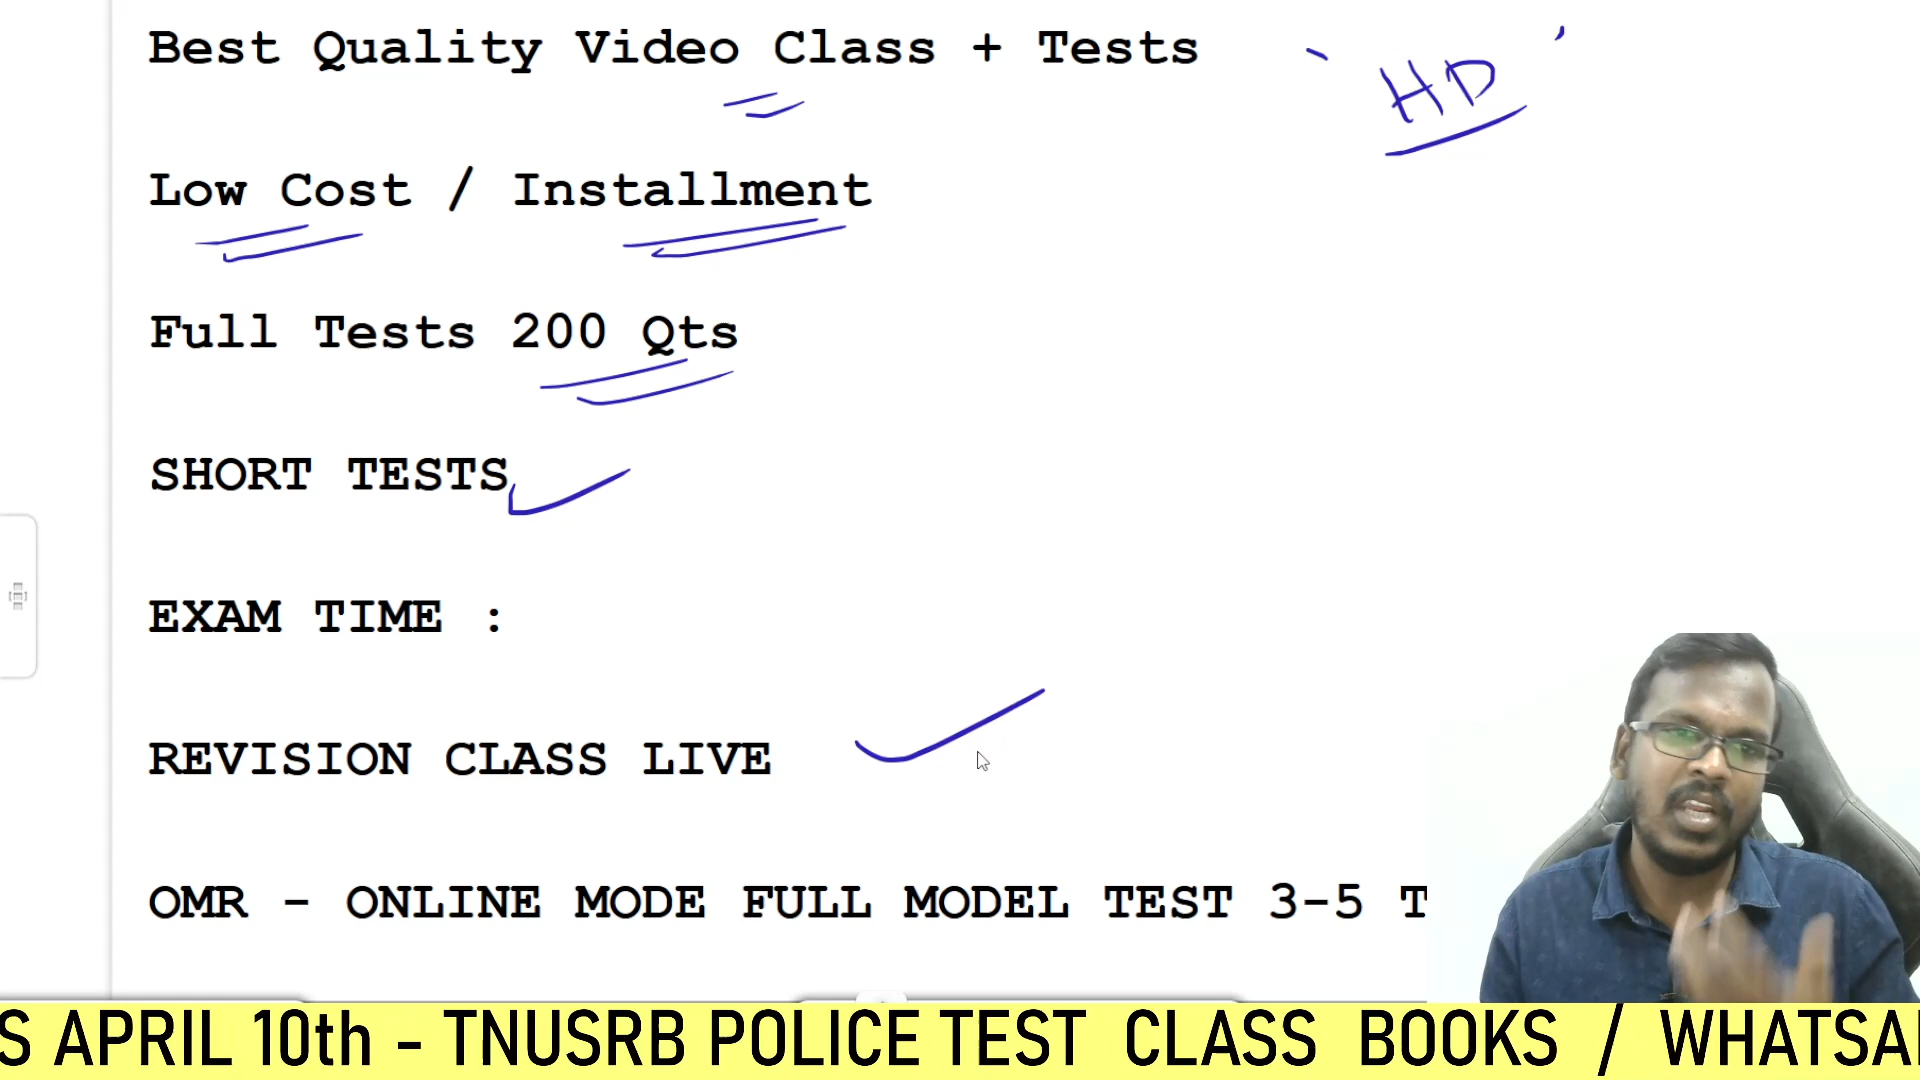 Best Quality Video Class + Tests
HD
Low Cost / Installment
Full Tests 200 Qts
SHORT TESTS
EXAM TIME :
REVISION CLASS LIVE
OMR - ONLINE MODE FULL MODEL TEST 3-5 T
S APRIL 10th - TNUSRB POLICE TEST CLASS BOOKS / WHATSA